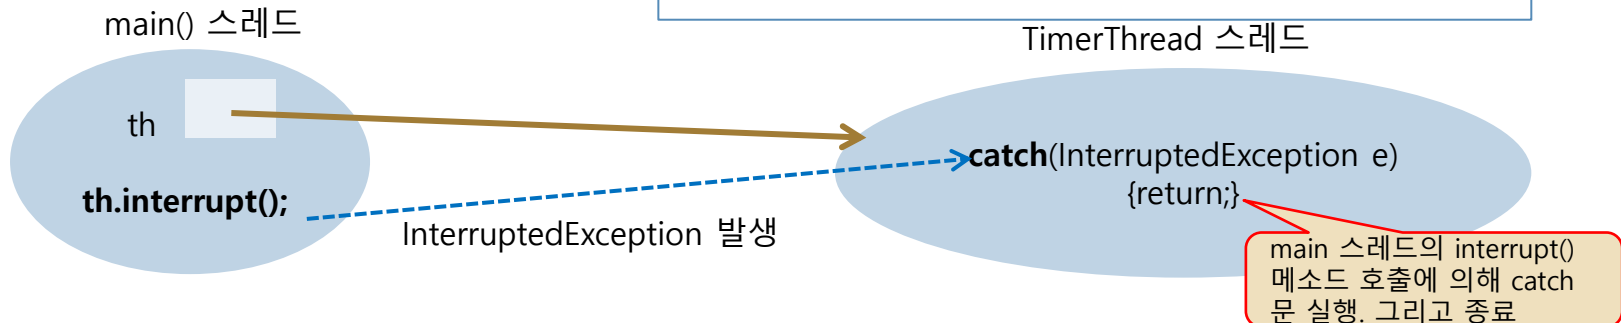 main() 스레드
TimerThread 스레드
th
catch(InterruptedException e)
{return;}
th.interrupt();
InterruptedException 발생
main 스레드의 interrupt()
메소드 호출에 의해 catch
문 실행. 그리고 종료